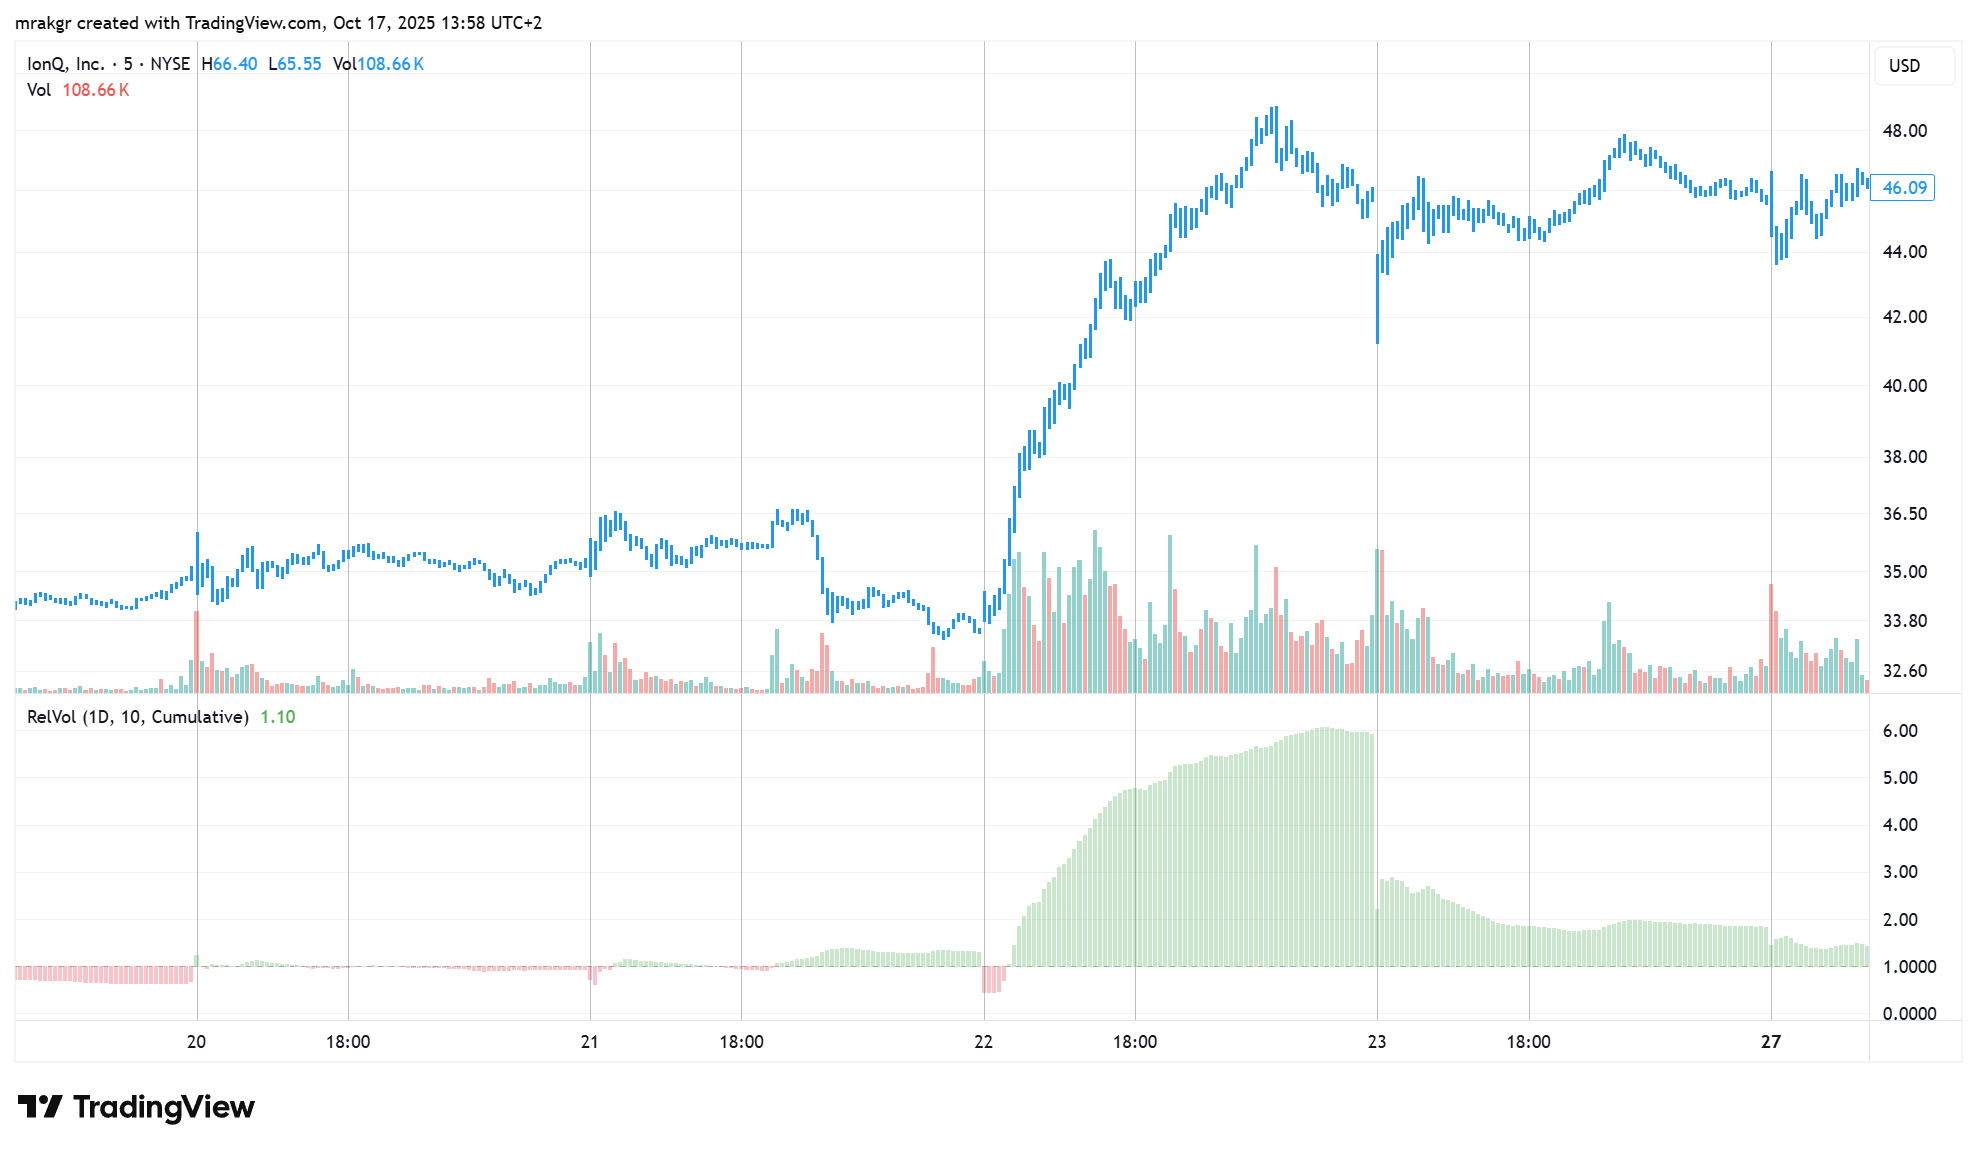 mrakgr created with TradingView.com, Oct 17, 2025 13:58 UTC+2
IonQ, Inc. · 5 · NYSE H66.40 L65.55 Vol108.66 K
Vol 108.66 K
USD
48.00
46.09
44.00
42.00
40.00
38.00
36.50
35.00
33.80
32.60
RelVol (1D, 10, Cumulative) 1.10
6.00
5.00
4.00
3.00
2.00
1.0000
0.0000
20 18:00 21 18:00 22 18:00 23 18:00 27
TradingView